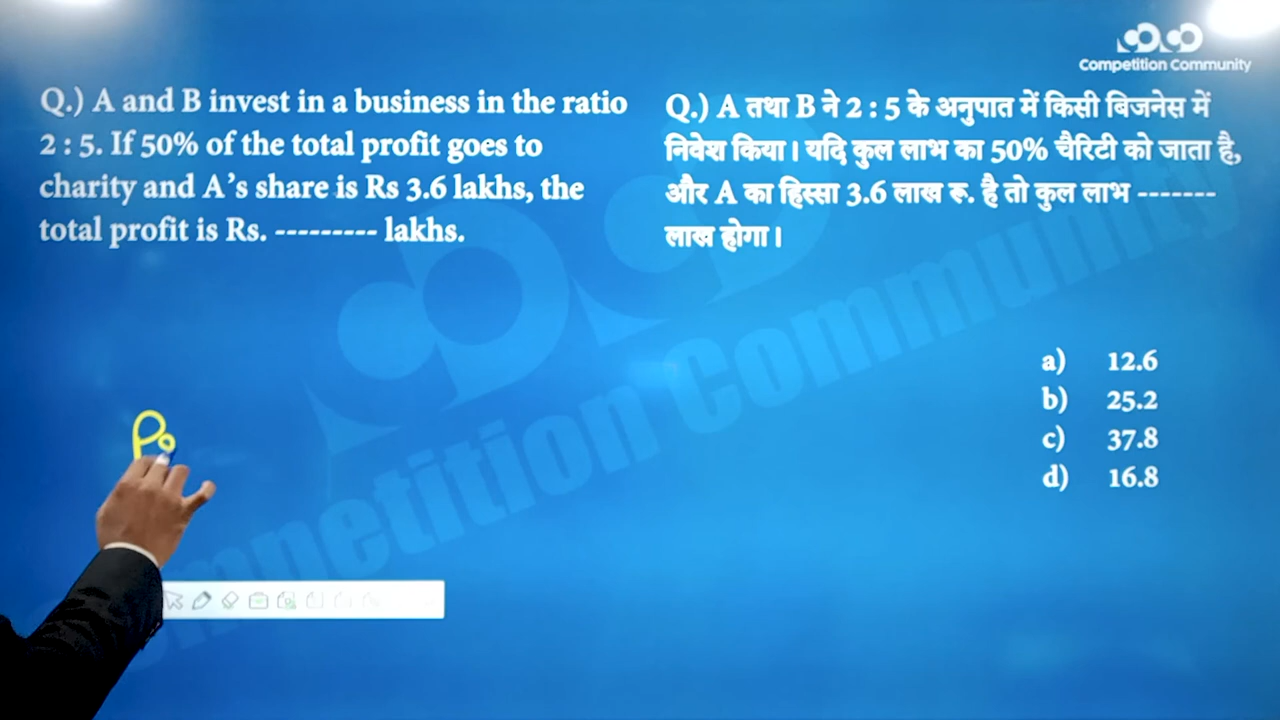 Competition Community
Q.) A and B invest in a business in the ratio
2 : 5. If 50% of the total profit goes to
charity and A’s share is Rs 3.6 lakhs, the
total profit is Rs. --------- lakhs.
Q.) A तथा B ने 2 : 5 के अनुपात में किसी बिजनेस में
निवेश किया। यदि कुल लाभ का 50% चैरिटी को जाता है,
और A का हिस्सा 3.6 लाख रू. है तो कुल लाभ -------
लाख होगा।
a) 12.6
b) 25.2
c) 37.8
d) 16.8
Competition Community